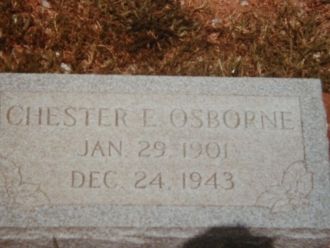 CHESTER E. OSBORNE
JAN. 29, 1901
DEC. 24, 1943